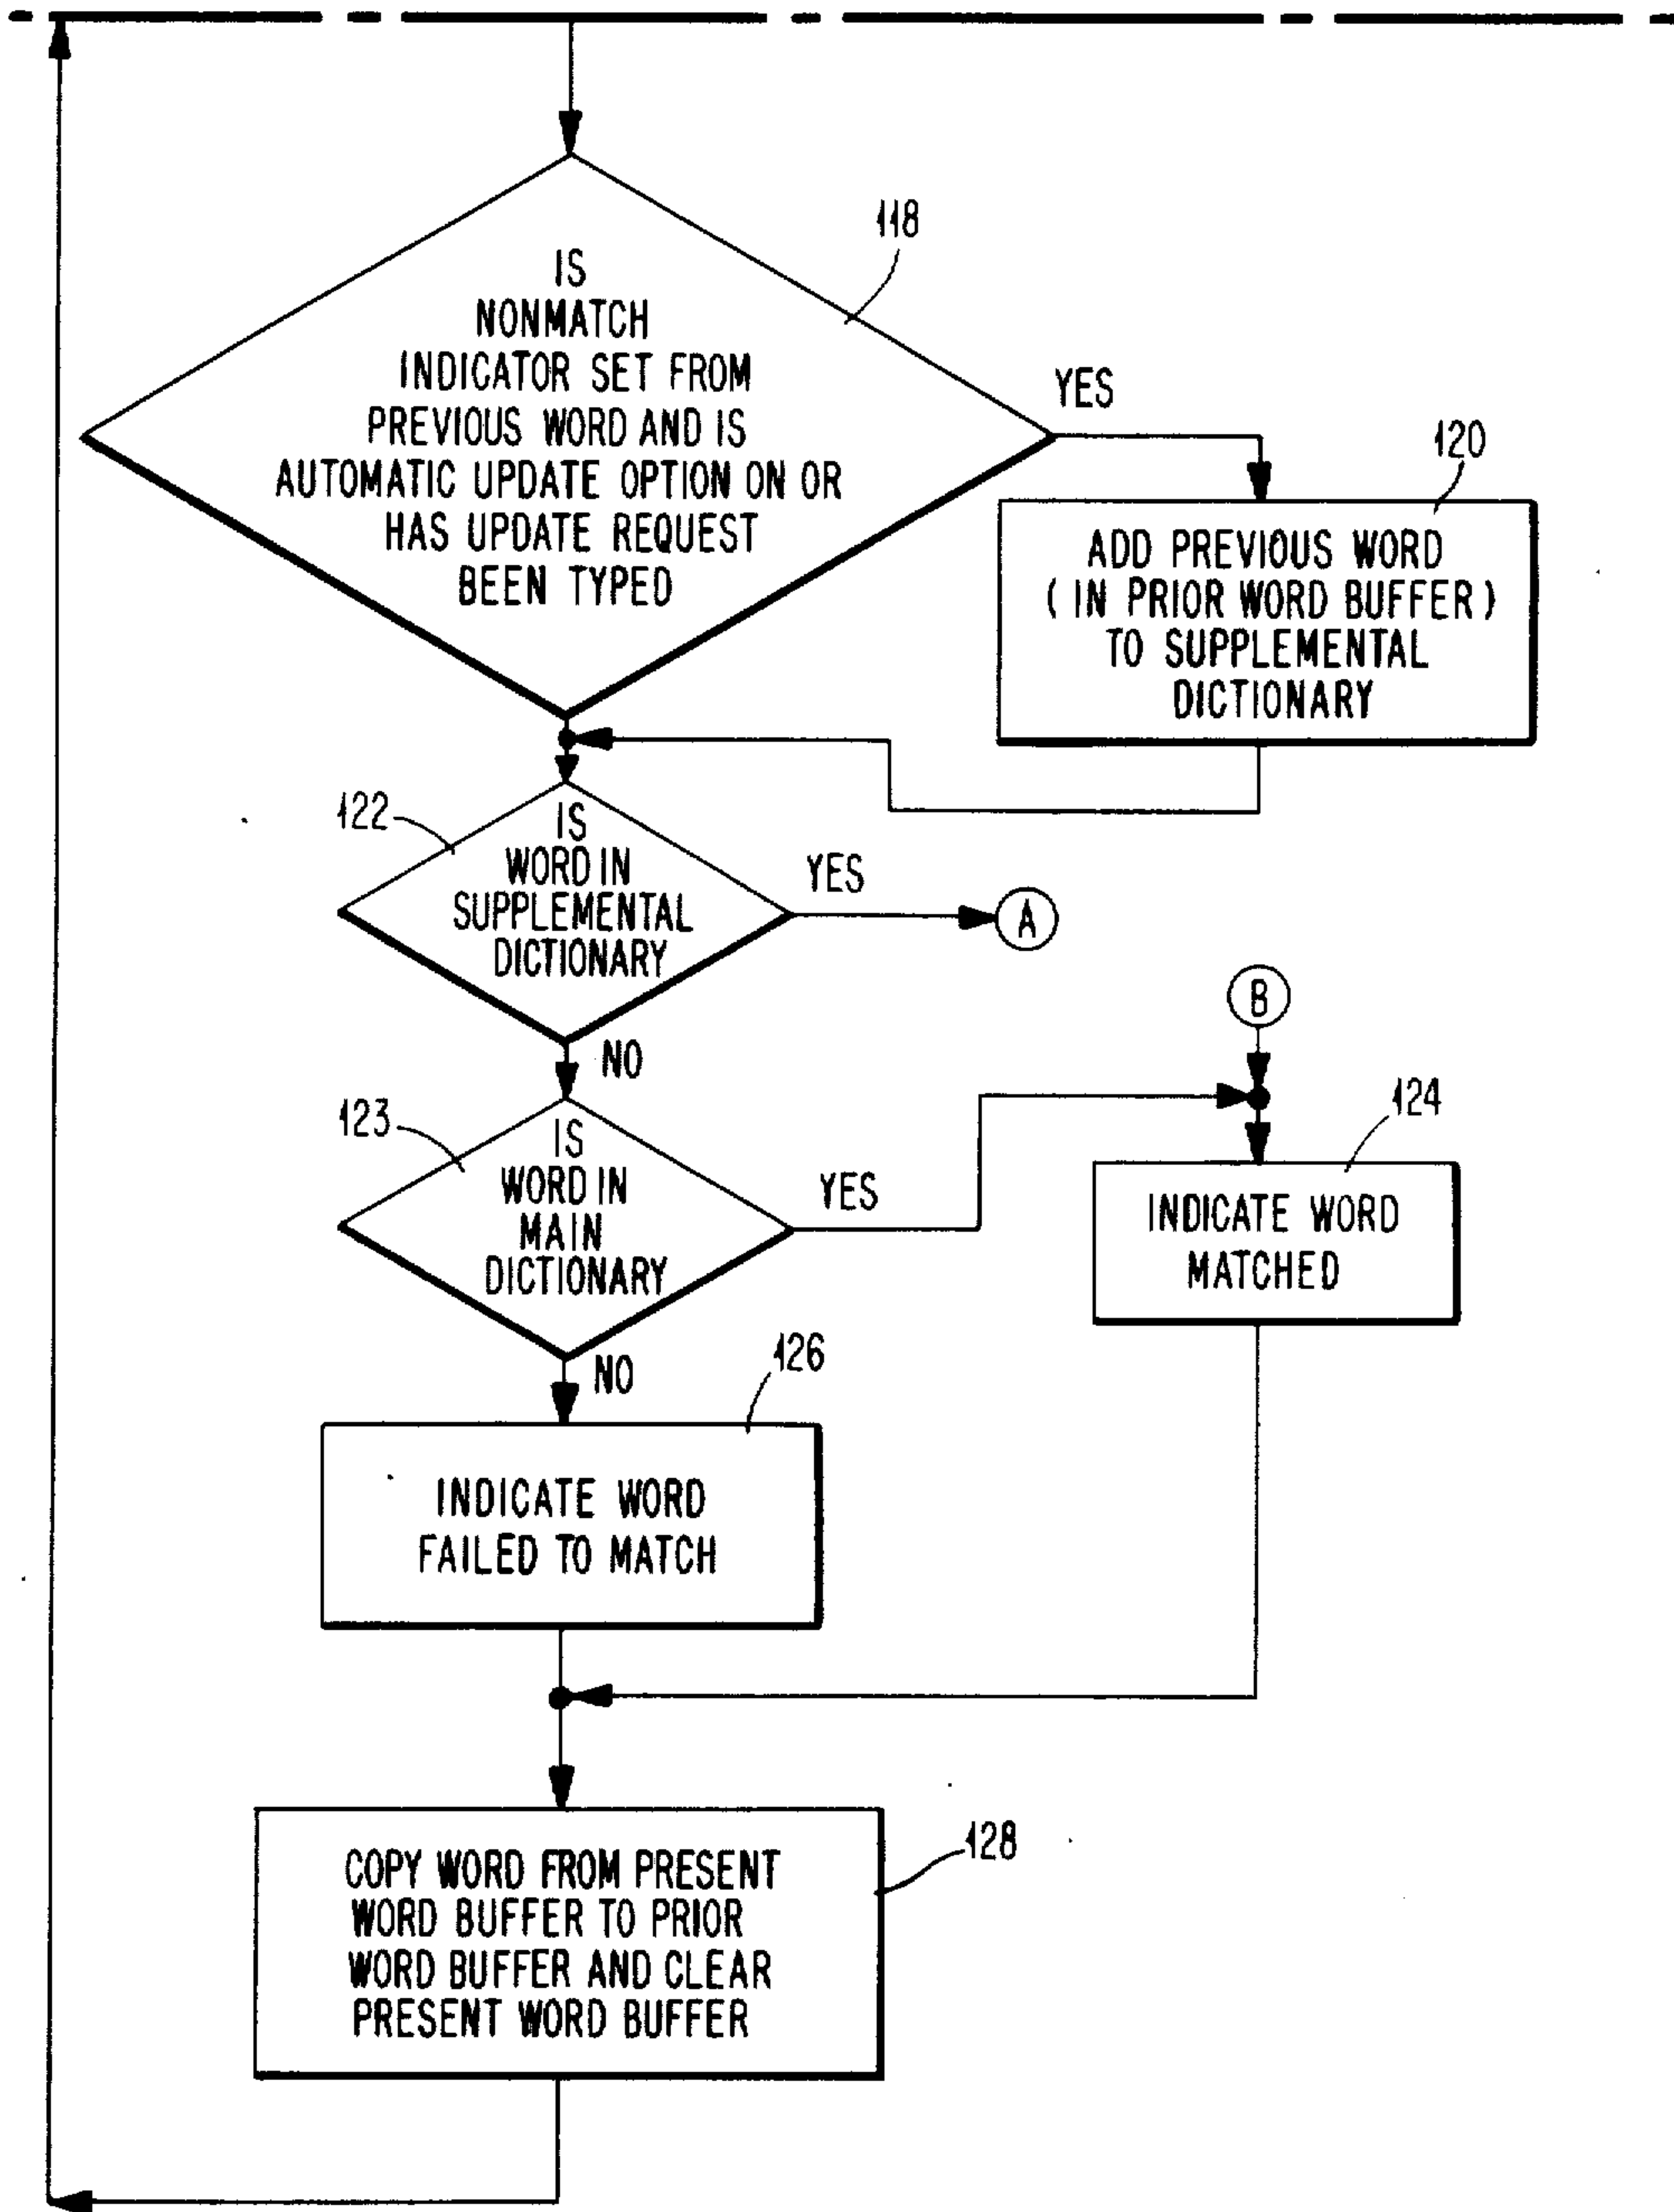 118
IS
NONMATCH
INDICATOR SET FROM
PREVIOUS WORD AND IS
AUTOMATIC UPDATE OPTION ON OR
HAS UPDATE REQUEST
BEEN TYPED
YES
120
ADD PREVIOUS WORD
(IN PRIOR WORD BUFFER)
TO SUPPLEMENTAL
DICTIONARY
122
IS
WORD IN
SUPPLEMENTAL
DICTIONARY
YES
A
NO
B
123
IS
WORD IN
MAIN
DICTIONARY
YES
124
INDICATE WORD
MATCHED
NO
126
INDICATE WORD
FAILED TO MATCH
128
COPY WORD FROM PRESENT
WORD BUFFER TO PRIOR
WORD BUFFER AND CLEAR
PRESENT WORD BUFFER